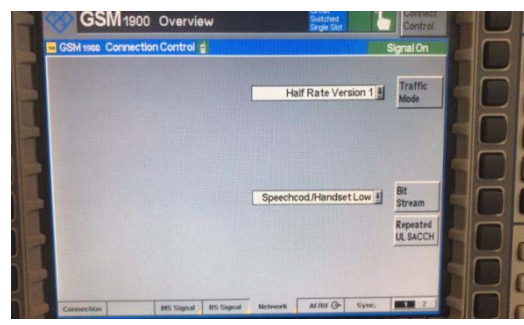 GSM 1900 Overview
Circuit
Switched
Single Slot
Connect
Control
GSM 1900 Connection Control
Signal On
Half Rate Version 1
Traffic
Mode
Speechcod./Handset Low
Bit
Stream
Repeated
UL SACCH
Connection
MS Signal
BS Signal
Network
AF/RF
Sync.
1 2